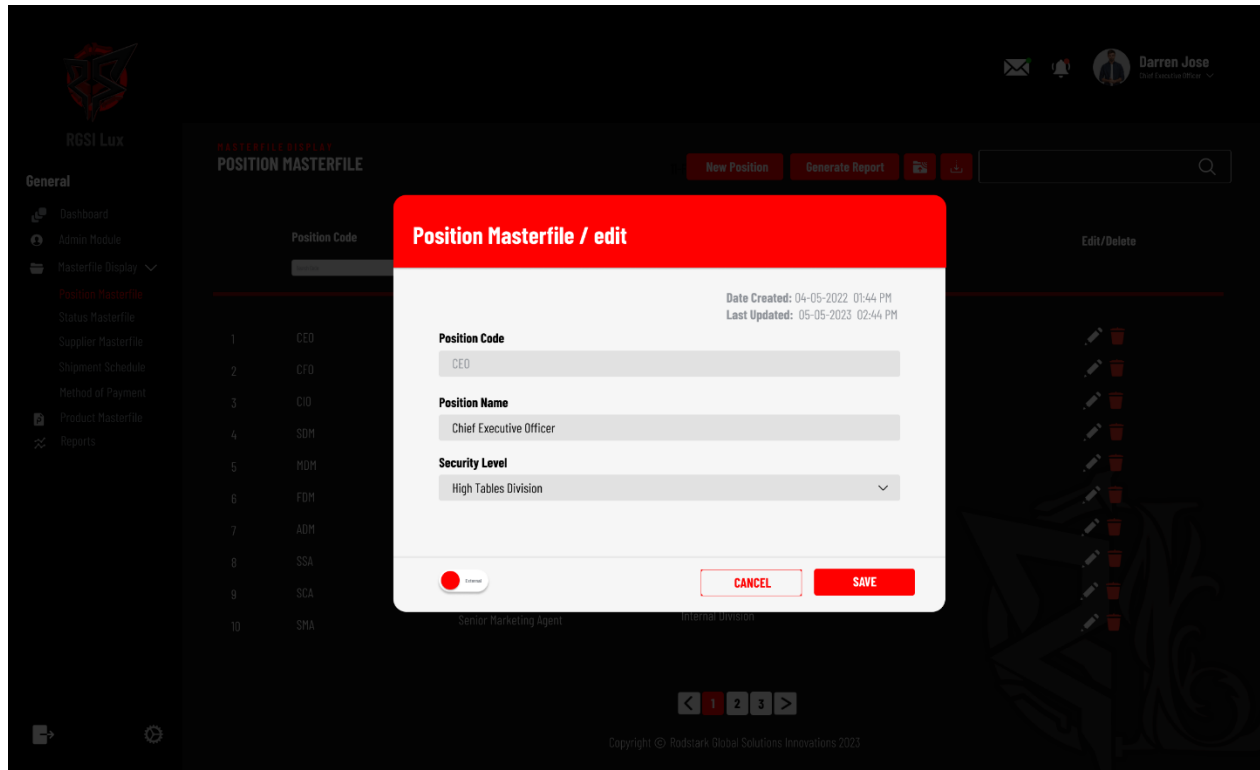 Darren Jose
Chief Executive Officer
RGSI Lux
MASTERFILE DISPLAY
POSITION MASTERFILE
New Position
Generate Report
General
Dashboard
Admin Module
Masterfile Display
Position Masterfile
Status Masterfile
Supplier Masterfile
Shipment Schedule
Method of Payment
Product Masterfile
Reports
Position Code
Edit/Delete
1 CEO
2 CFO
3 CIO
4 SDM
5 MDM
6 FDM
7 ADM
8 SSA
9 SCA
10 SMA Senior Marketing Agent Internal Division
Position Masterfile / edit
Date Created: 04-05-2022 01:44 PM
Last Updated: 05-05-2023 02:44 PM
Position Code
CEO
Position Name
Chief Executive Officer
Security Level
High Tables Division
External
CANCEL
SAVE
< 1 2 3 >
Copyright © Rodstark Global Solutions Innovations 2023